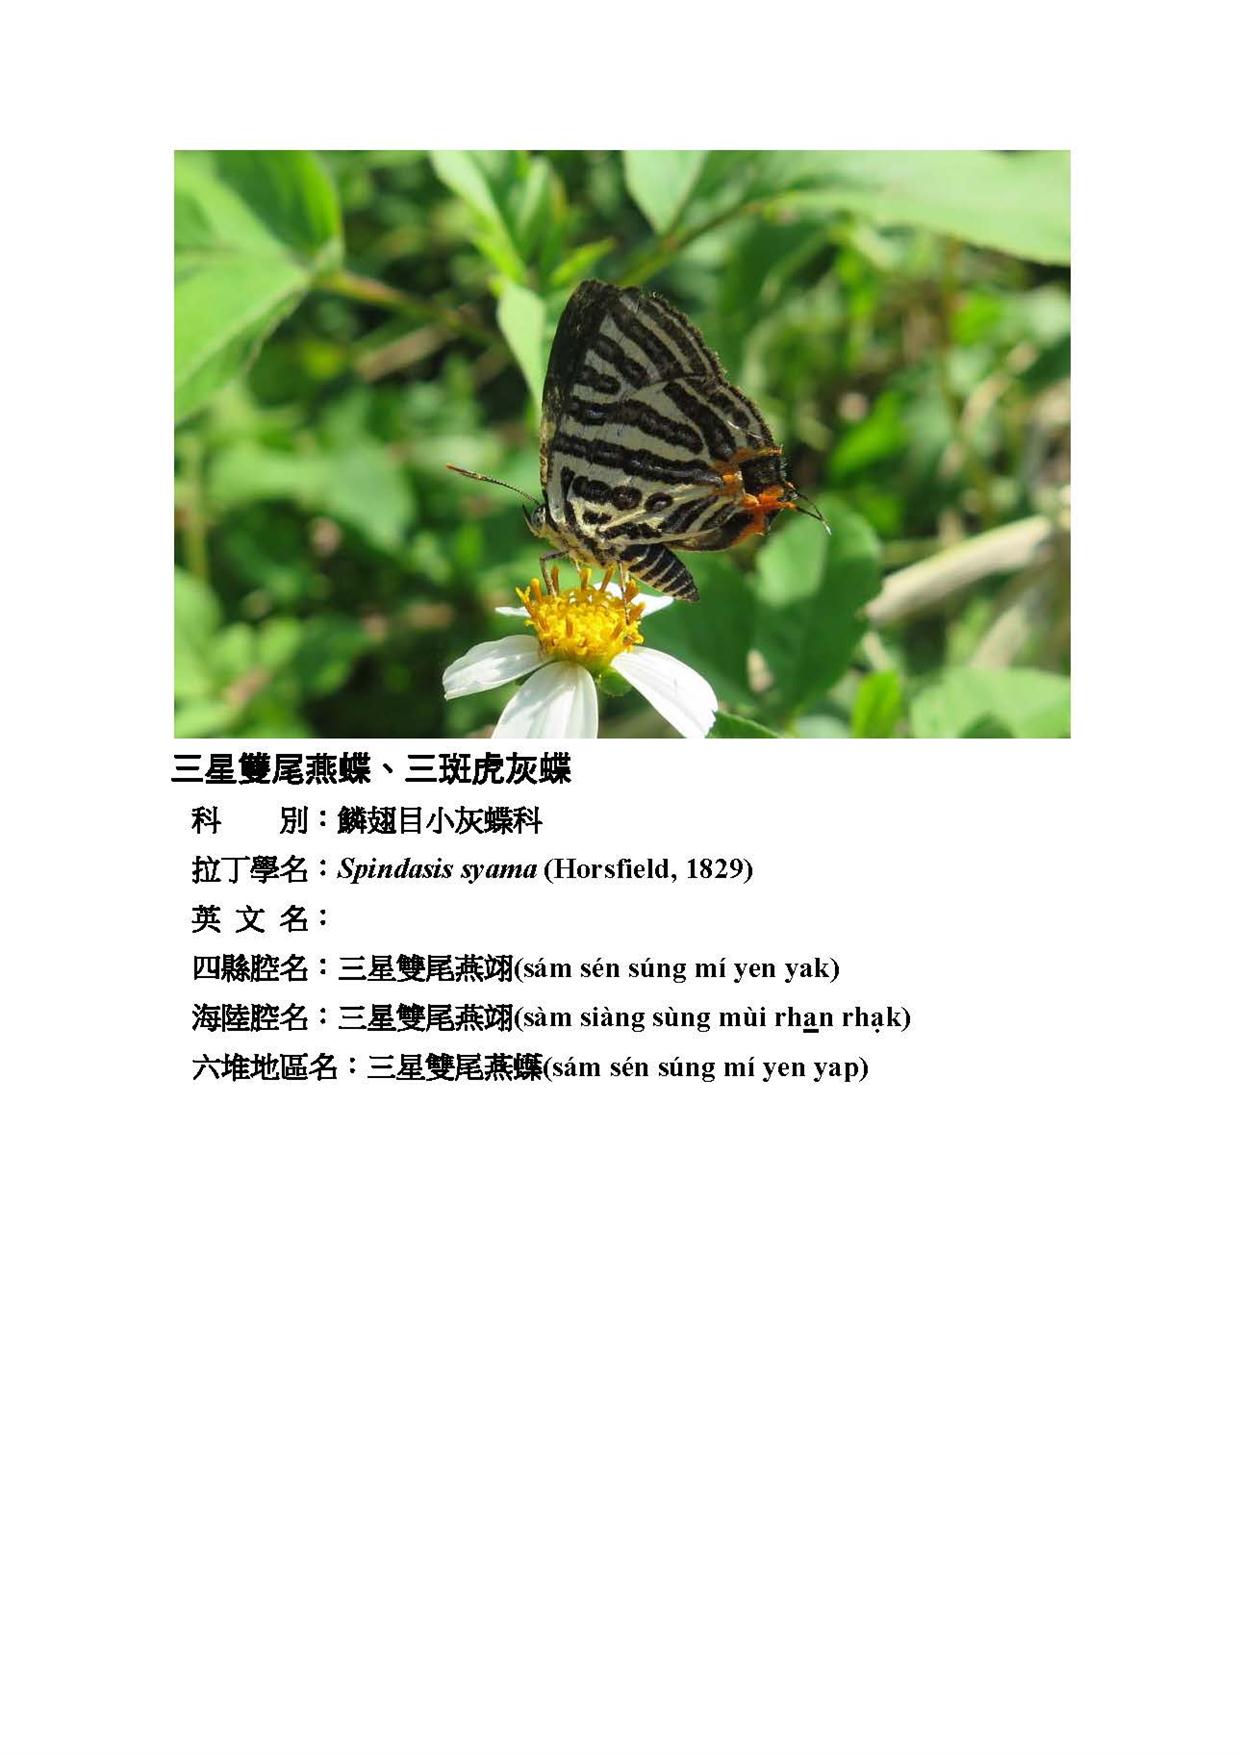 三星雙尾燕蝶、三斑虎灰蝶
科　　別：鱗翅目小灰蝶科
拉丁學名：Spindasis syama (Horsfield, 1829)
英 文 名：
四縣腔名：三星雙尾燕翊(sám sén súng mí yen yak)
海陸腔名：三星雙尾燕翊(sàm siàng sùng mùi rhan rhạk)
六堆地區名：三星雙尾燕蝶(sám sén súng mí yen yap)